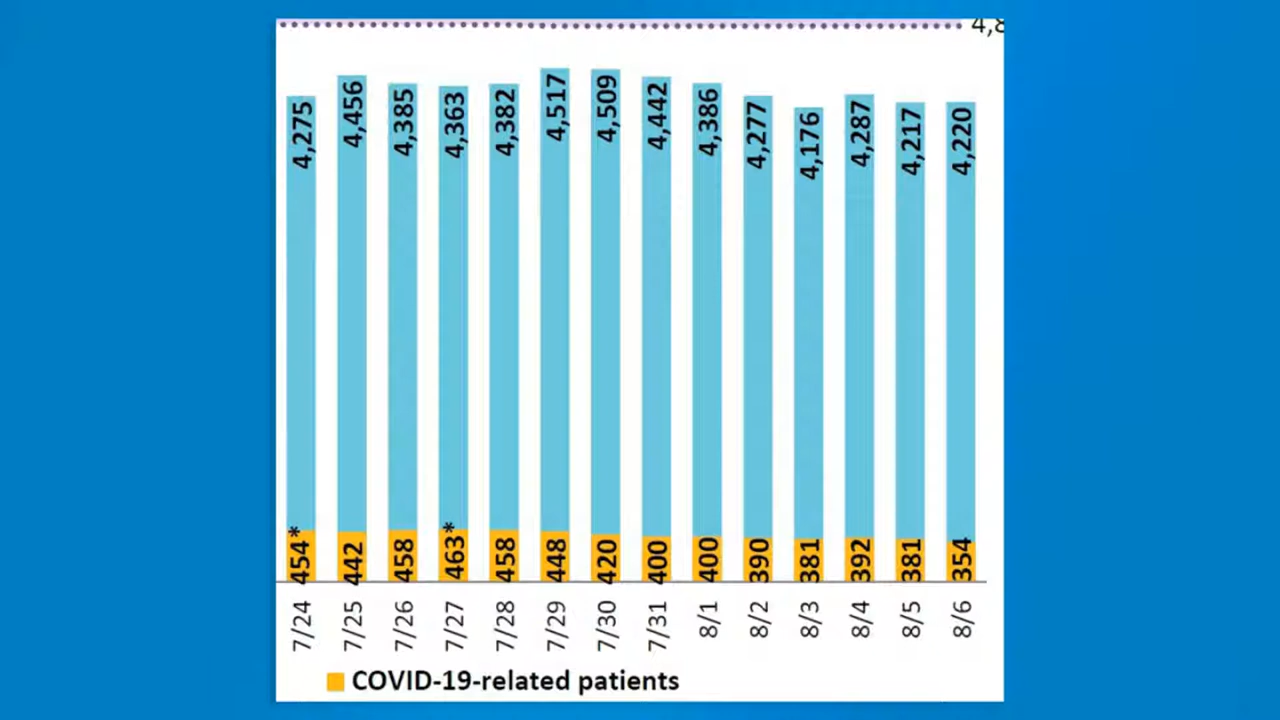 4,8
4,275 4,456 4,385 4,363 4,382 4,517 4,509 4,442 4,386 4,277 4,176 4,287 4,217 4,220
454* 442 458 463* 458 448 420 400 400 390 381 392 381 354
7/24 7/25 7/26 7/27 7/28 7/29 7/30 7/31 8/1 8/2 8/3 8/4 8/5 8/6
COVID-19-related patients